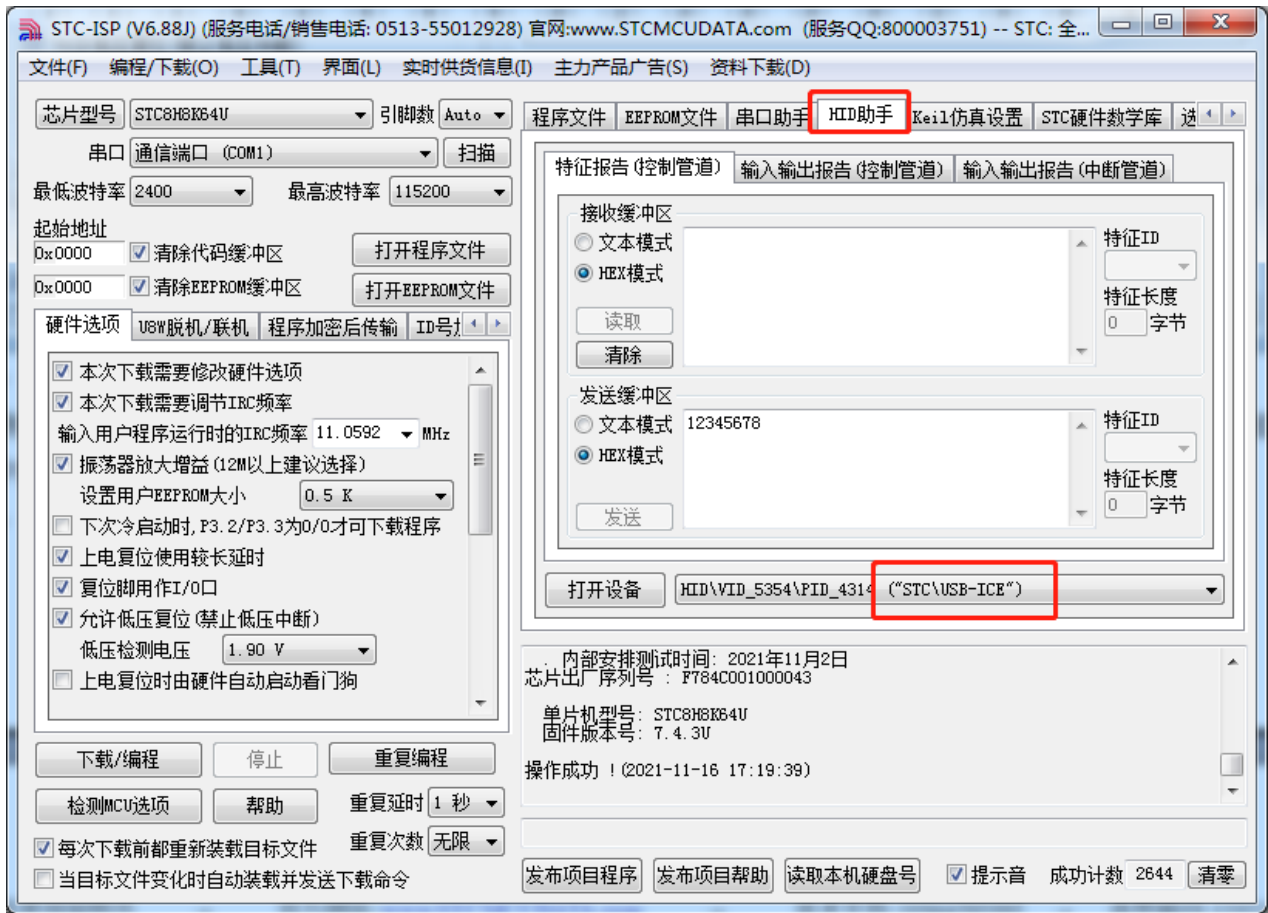 STC-ISP (V6.88J) (服务电话/销售电话: 0513-55012928) 官网:www.STCMCUDATA.com (服务QQ:800003751) -- STC: 全...
文件(F) 编程/下载(O) 工具(T) 界面(L) 实时供货信息(I) 主力产品广告(S) 资料下载(D)
芯片型号 STC8H8K64U 引脚数 Auto
串口 通信端口 (COM1) 扫描
最低波特率 2400 最高波特率 115200
起始地址
0x0000 清除代码缓冲区 打开程序文件
0x0000 清除EEPROM缓冲区 打开EEPROM文件
硬件选项 U8W脱机/联机 程序加密后传输 ID号
本次下载需要修改硬件选项
本次下载需要调节IRC频率
输入用户程序运行时的IRC频率 11.0592 MHz
振荡器放大增益(12M以上建议选择)
设置用户EEPROM大小 0.5 K
下次冷启动时,P3.2/P3.3为0/0才可下载程序
上电复位使用较长延时
复位脚用作I/O口
允许低压复位(禁止低压中断)
低压检测电压 1.90 V
上电复位时由硬件自动启动看门狗
下载/编程 停止 重复编程
检测MCU选项 帮助 重复延时 1 秒
每次下载前都重新装载目标文件 重复次数 无限
当目标文件变化时自动装载并发送下载命令
程序文件 EEPROM文件 串口助手 HID助手 Keil仿真设置 STC硬件数学库 选
特征报告(控制管道) 输入输出报告(控制管道) 输入输出报告(中断管道)
接收缓冲区
文本模式 特征ID
HEX模式
特征长度
读取 0 字节
清除
发送缓冲区
文本模式 12345678 特征ID
HEX模式
特征长度
发送 0 字节
打开设备 HID\VID_5354\PID_4314 ("STC\USB-ICE")
. 内部安排测试时间: 2021年11月2日
芯片出厂序列号 : F784C001000043
单片机型号: STC8H8K64U
固件版本号: 7.4.3U
操作成功 !(2021-11-16 17:19:39)
发布项目程序 发布项目帮助 读取本机硬盘号 提示音 成功计数 2644 清零